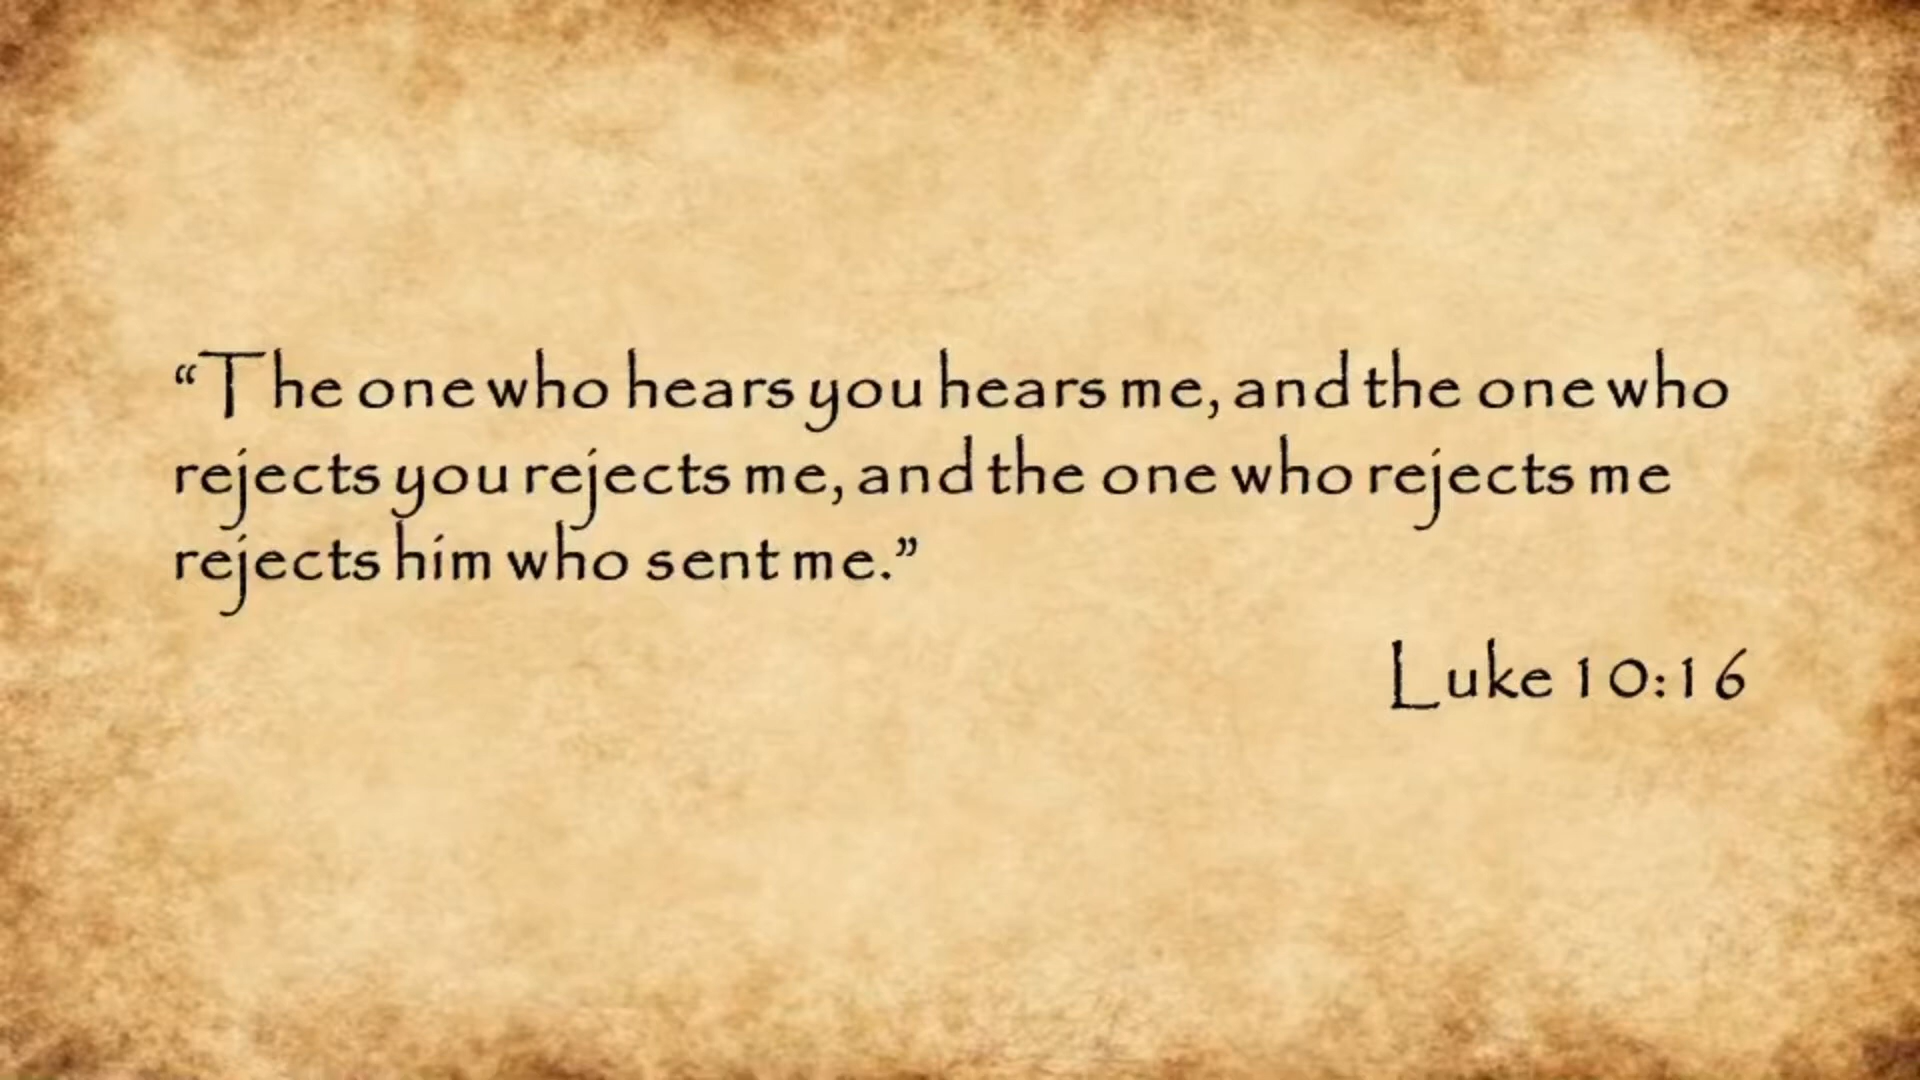 “The one who hears you hears me, and the one who
rejects you rejects me, and the one who rejects me
rejects him who sent me.”
Luke 10:16